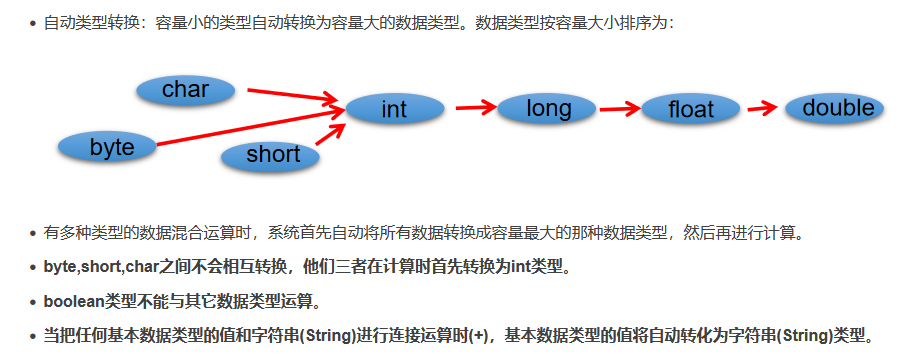 自动类型转换：容量小的类型自动转换为容量大的数据类型。数据类型按容量大小排序为：
char
byte
short
int
long
float
double
有多种类型的数据混合运算时，系统首先自动将所有数据转换成容量最大的那种数据类型，然后再进行计算。
byte,short,char之间不会相互转换，他们三者在计算时首先转换为int类型。
boolean类型不能与其它数据类型运算。
当把任何基本数据类型的值和字符串(String)进行连接运算时(+)，基本数据类型的值将自动转化为字符串(String)类型。